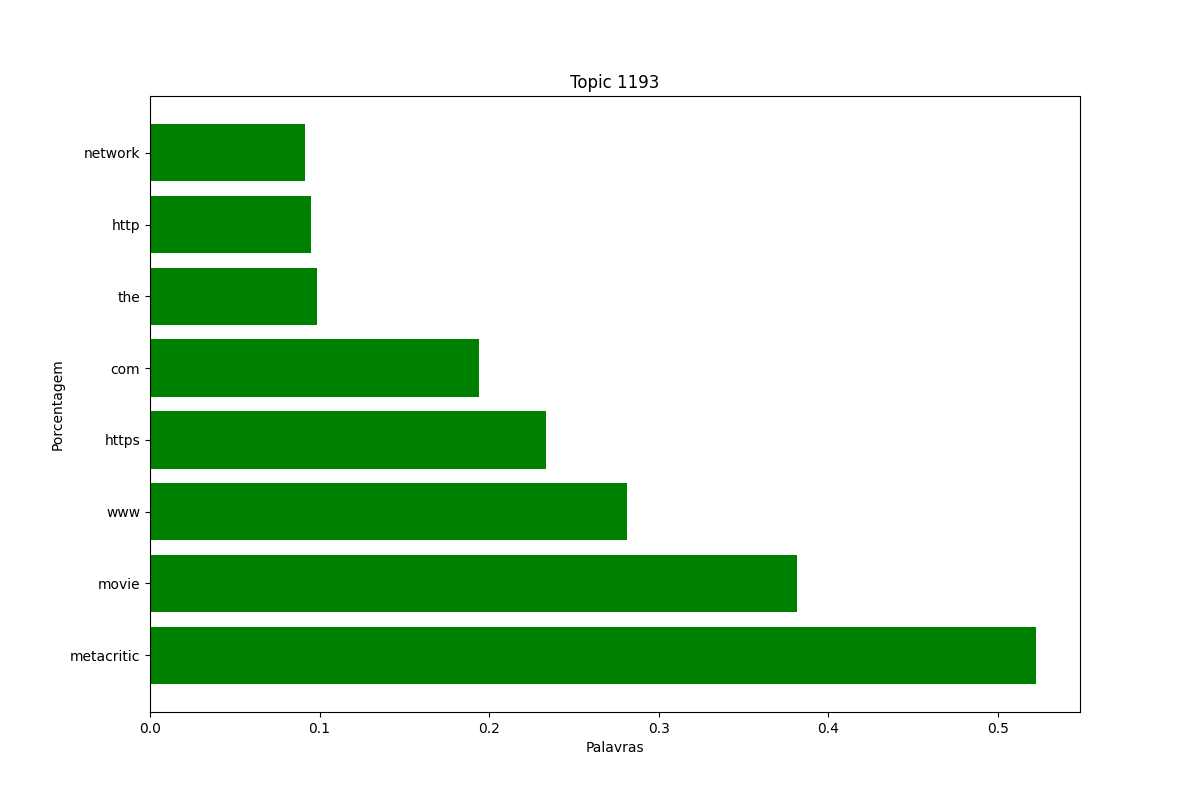 Topic 1193
network
http
the
com
https
www
movie
metacritic
Porcentagem
0.0 0.1 0.2 0.3 0.4 0.5
Palavras